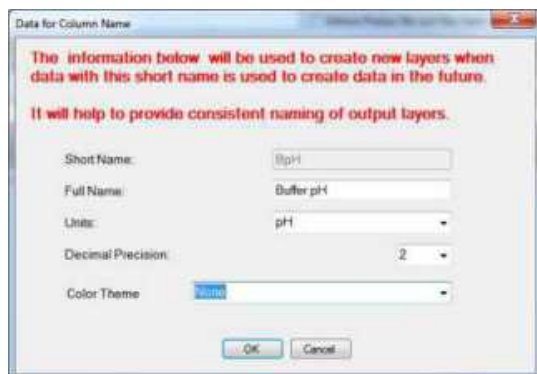 Data for Column Name
The information below will be used to create new layers when
data with this short name is used to create data in the future.
It will help to provide consistent naming of output layers.
Short Name: BpH
Full Name: Buffer pH
Units: pH
Decimal Precision: 2
Color Theme None
OK Cancel